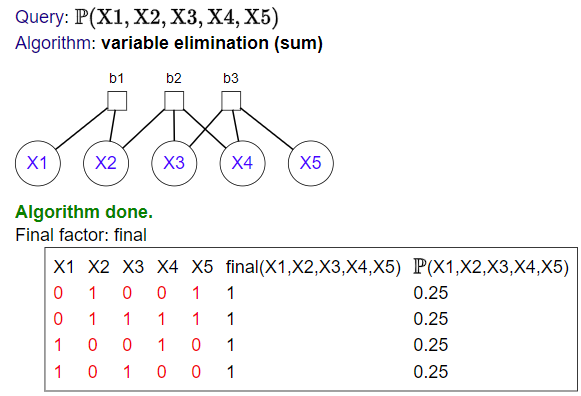 Query: ℙ(X1, X2, X3, X4, X5)
Algorithm: variable elimination (sum)
b1 b2 b3
X1 X2 X3 X4 X5
Algorithm done.
Final factor: final
X1 X2 X3 X4 X5 final(X1,X2,X3,X4,X5) ℙ(X1,X2,X3,X4,X5)
0 1 0 0 1 1 0.25
0 1 1 1 1 1 0.25
1 0 0 1 0 1 0.25
1 0 1 0 0 1 0.25